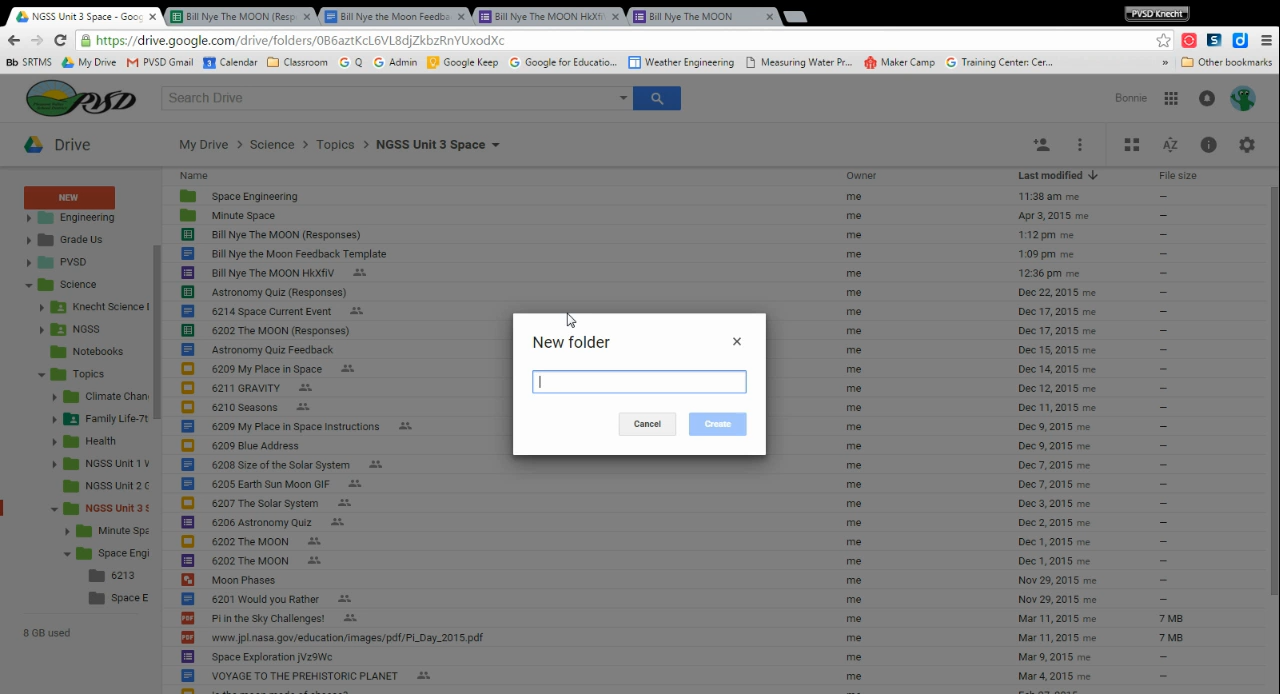 NGSS Unit 3 Space - Goog
Bill Nye The MOON (Resp
Bill Nye the Moon Feedba
Bill Nye The MOON HkXfi
Bill Nye The MOON
PVSD Knecht
https://drive.google.com/drive/folders/0B6aztKcL6VL8djZkbzRnYUxodXc
Bb SRTMS My Drive PVSD Gmail 3 Calendar Classroom Q Admin Google Keep Google for Educatio... Weather Engineering Measuring Water Pr... Maker Camp Training Center: Cer... » Other bookmarks
PVSD
Search Drive
Bonnie
Drive
My Drive > Science > Topics > NGSS Unit 3 Space
NEW
Engineering
Grade Us
PVSD
Science
Knecht Science I
NGSS
Notebooks
Topics
Climate Chan
Family Life-7t
Health
NGSS Unit 1 V
NGSS Unit 2 G
NGSS Unit 3 S
Minute Spa
Space Engi
6213
Space E
8 GB used
Name Owner Last modified File size
Space Engineering me 11:38 am me –
Minute Space me Apr 3, 2015 me –
Bill Nye The MOON (Responses) me 1:12 pm me –
Bill Nye the Moon Feedback Template me 1:09 pm me –
Bill Nye The MOON HkXfiV me 12:36 pm me –
Astronomy Quiz (Responses) me Dec 22, 2015 me –
6214 Space Current Event me Dec 17, 2015 me –
6202 The MOON (Responses) me Dec 17, 2015 me –
Astronomy Quiz Feedback me Dec 15, 2015 me –
6209 My Place in Space me Dec 14, 2015 me –
6211 GRAVITY me Dec 12, 2015 me –
6210 Seasons me Dec 11, 2015 me –
6209 My Place in Space Instructions me Dec 9, 2015 me –
6209 Blue Address me Dec 9, 2015 me –
6208 Size of the Solar System me Dec 7, 2015 me –
6205 Earth Sun Moon GIF me Dec 7, 2015 me –
6207 The Solar System me Dec 3, 2015 me –
6206 Astronomy Quiz me Dec 2, 2015 me –
6202 The MOON me Dec 1, 2015 me –
6202 The MOON me Dec 1, 2015 me –
Moon Phases me Nov 29, 2015 me –
6201 Would you Rather me Nov 29, 2015 me –
PDF Pi in the Sky Challenges! me Mar 11, 2015 me 7 MB
PDF www.jpl.nasa.gov/education/images/pdf/Pi_Day_2015.pdf me Mar 11, 2015 me 7 MB
Space Exploration jVz9Wc me Mar 9, 2015 me –
VOYAGE TO THE PREHISTORIC PLANET me Mar 4, 2015 me –
New folder
Cancel Create